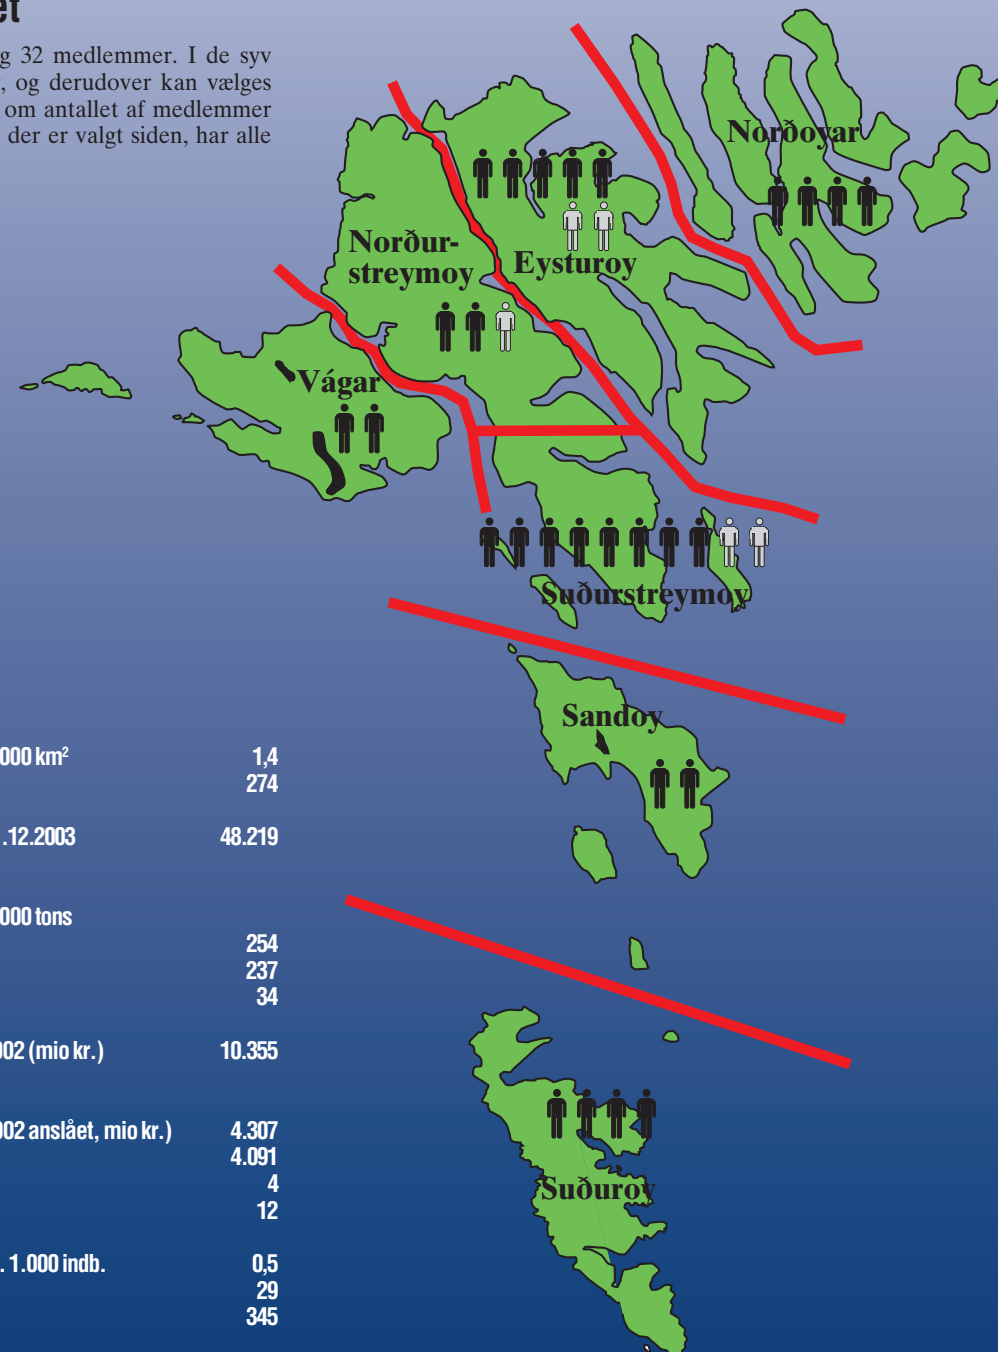 g 32 medlemmer. I de syv
, og derudover kan vælges
om antallet af medlemmer
der er valgt siden, har alle
Norðoyar
Norður-
streymoy
Eysturoy
Vágar
Suðurstreymoy
Sandoy
Suðuroy
000 km² 1,4
274
.12.2003 48.219
000 tons
254
237
34
002 (mio kr.) 10.355
002 anslået, mio kr.) 4.307
4.091
4
12
. 1.000 indb. 0,5
29
345